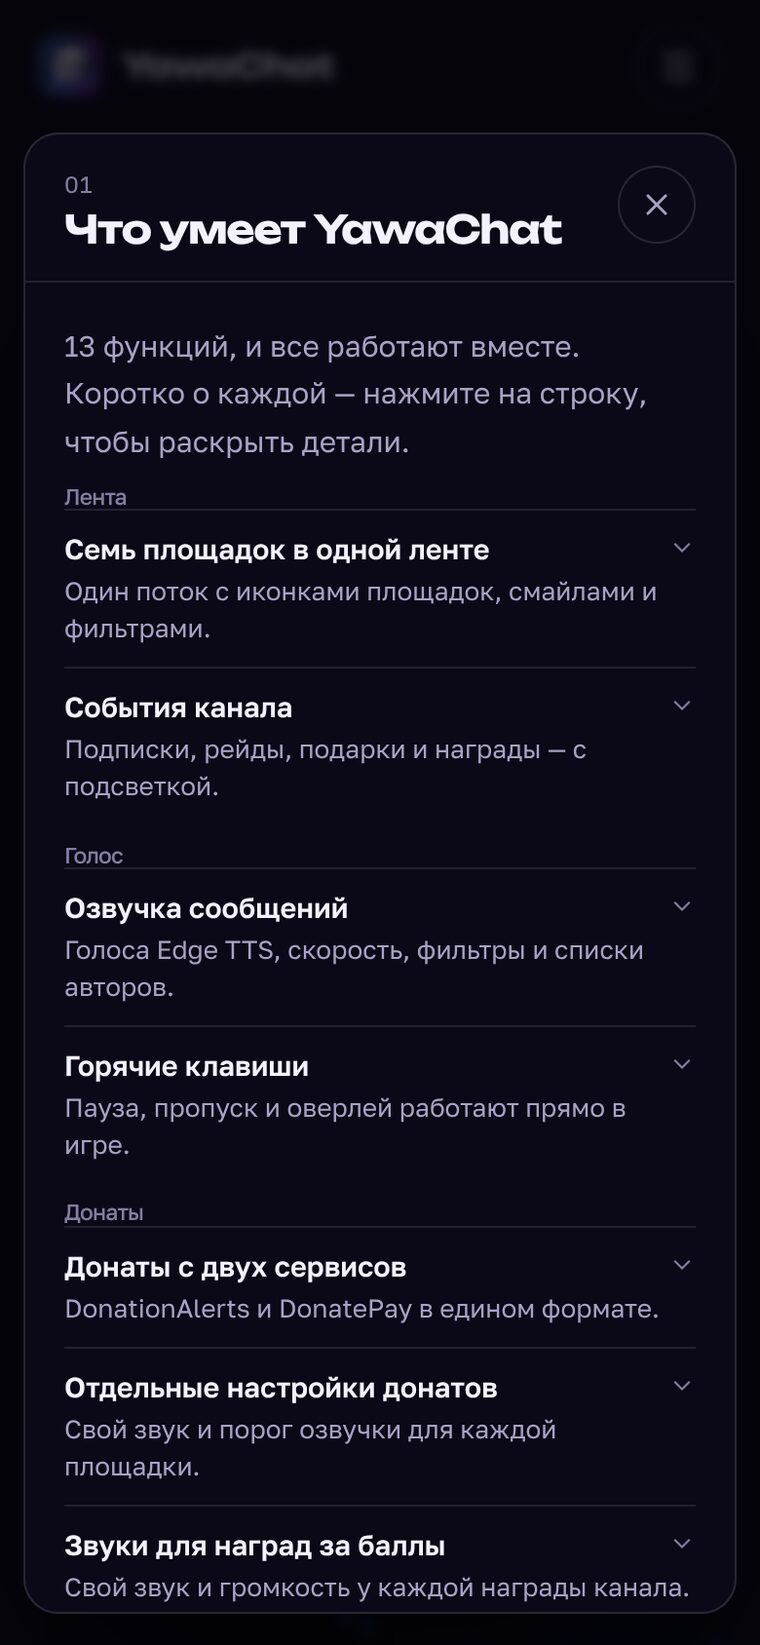 YawaChat
01
Что умеет YawaChat
13 функций, и все работают вместе.
Коротко о каждой — нажмите на строку,
чтобы раскрыть детали.
Лента
Семь площадок в одной ленте
Один поток с иконками площадок, смайлами и
фильтрами.
События канала
Подписки, рейды, подарки и награды — с
подсветкой.
Голос
Озвучка сообщений
Голоса Edge TTS, скорость, фильтры и списки
авторов.
Горячие клавиши
Пауза, пропуск и оверлей работают прямо в
игре.
Донаты
Донаты с двух сервисов
DonationAlerts и DonatePay в едином формате.
Отдельные настройки донатов
Свой звук и порог озвучки для каждой
площадки.
Звуки для наград за баллы
Свой звук и громкость у каждой награды канала.